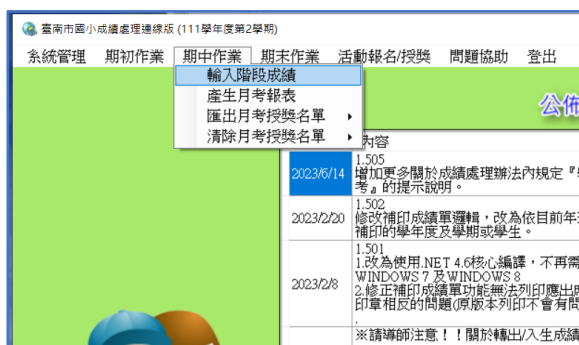 臺南市國小成績處理連線版 (111學年度第2學期)
系統管理 期初作業 期中作業 期末作業 活動報名/授獎 問題協助 登出
輸入階段成績
產生月考報表
匯出月考授獎名單
清除月考授獎名單
公佈
內容
2023/6/14
1.505
增加更多關於成績處理辦法內規定『
考』的提示說明。
2023/2/20
1.502
修改補印成績單邏輯，改為依目前年
補印的學年度及學期或學生。
2023/2/8
1.501
1.改為使用.NET 4.6核心編譯，不再需
WINDOWS 7 及WINDOWS 8
2.修正補印成績單功能無法列印應出
印章相反的問題(原版本列印不會有問
.
※請導師注意！！關於轉出/入生成績